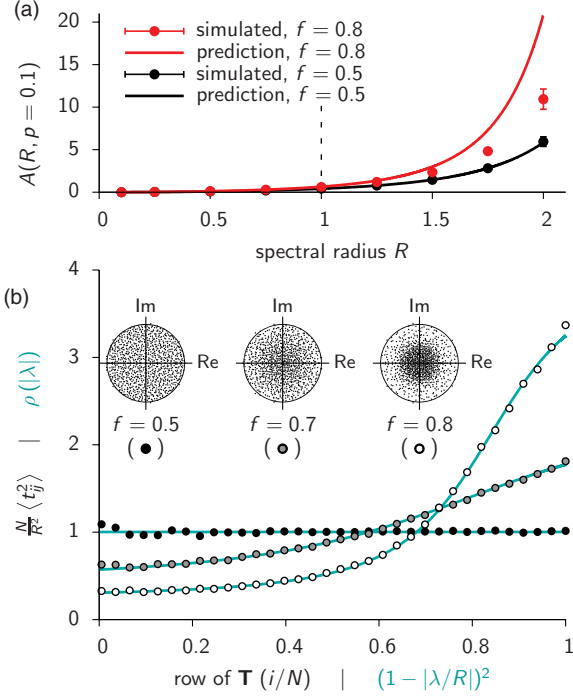 (a)
20
15
10
5
0
A(R, p = 0.1)
simulated, f = 0.8
prediction, f = 0.8
simulated, f = 0.5
prediction, f = 0.5
0 0.5 1 1.5 2
spectral radius R
(b)
4
3
2
1
0
N/R² ⟨t²ᵢⱼ⟩ | ρ(|λ|)
Im Im Im
Re Re Re
f = 0.5 f = 0.7 f = 0.8
( ) ( ) ( )
0 0.2 0.4 0.6 0.8 1
row of T (i/N) | (1 − |λ/R|)²